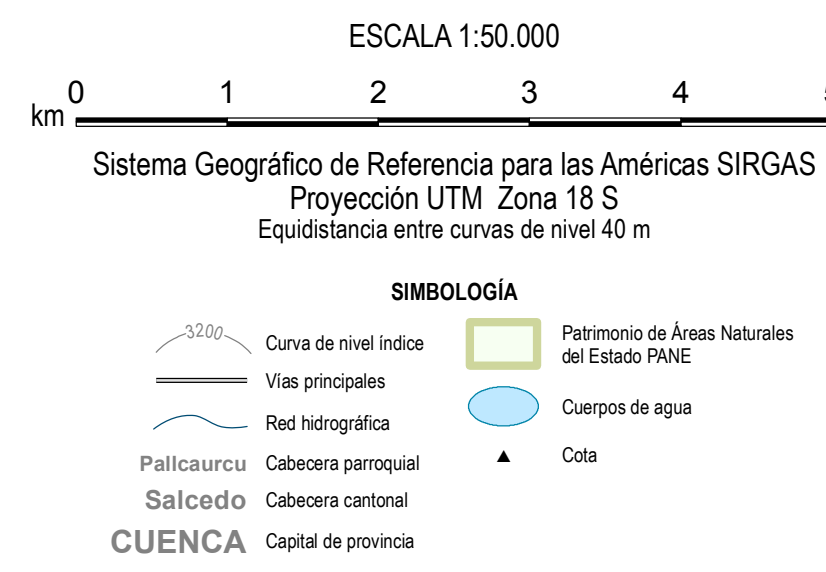 ESCALA 1:50.000
0 1 2 3 4
km
Sistema Geográfico de Referencia para las Américas SIRGAS
Proyección UTM Zona 18 S
Equidistancia entre curvas de nivel 40 m
SIMBOLOGÍA
3200
Curva de nivel índice
Vías principales
Red hidrográfica
Pallcaurcu Cabecera parroquial
Salcedo Cabecera cantonal
CUENCA Capital de provincia
Patrimonio de Áreas Naturales
del Estado PANE
Cuerpos de agua
Cota